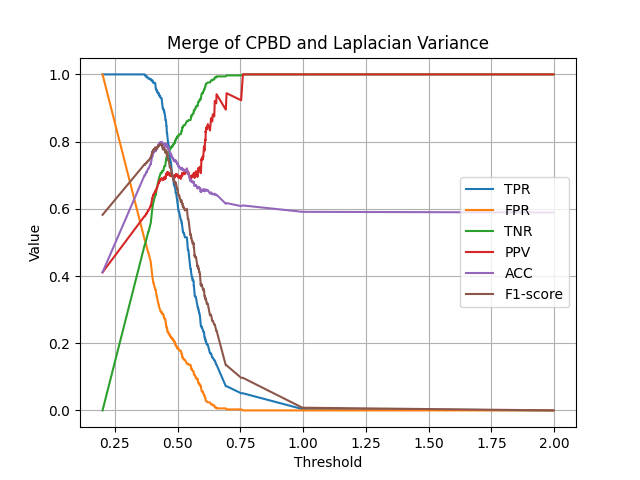 Merge of CPBD and Laplacian Variance
1.0
0.8
0.6
0.4
0.2
0.0
Value
TPR
FPR
TNR
PPV
ACC
F1-score
0.25 0.50 0.75 1.00 1.25 1.50 1.75 2.00
Threshold